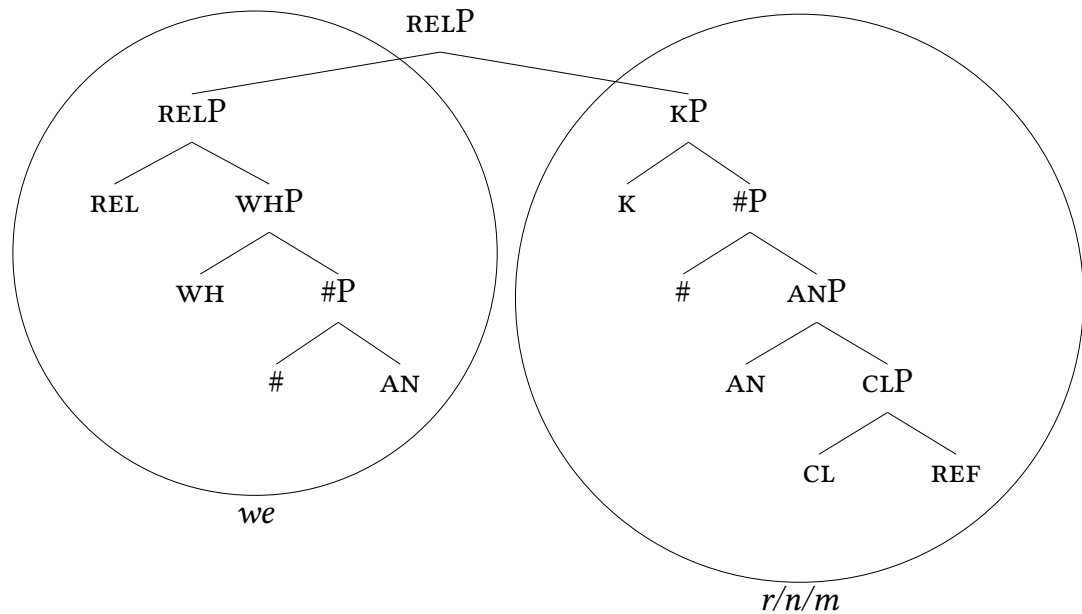 RELP
RELP KP
REL WHP K #P
WH #P # ANP
# AN AN CLP
CL REF
we
r/n/m